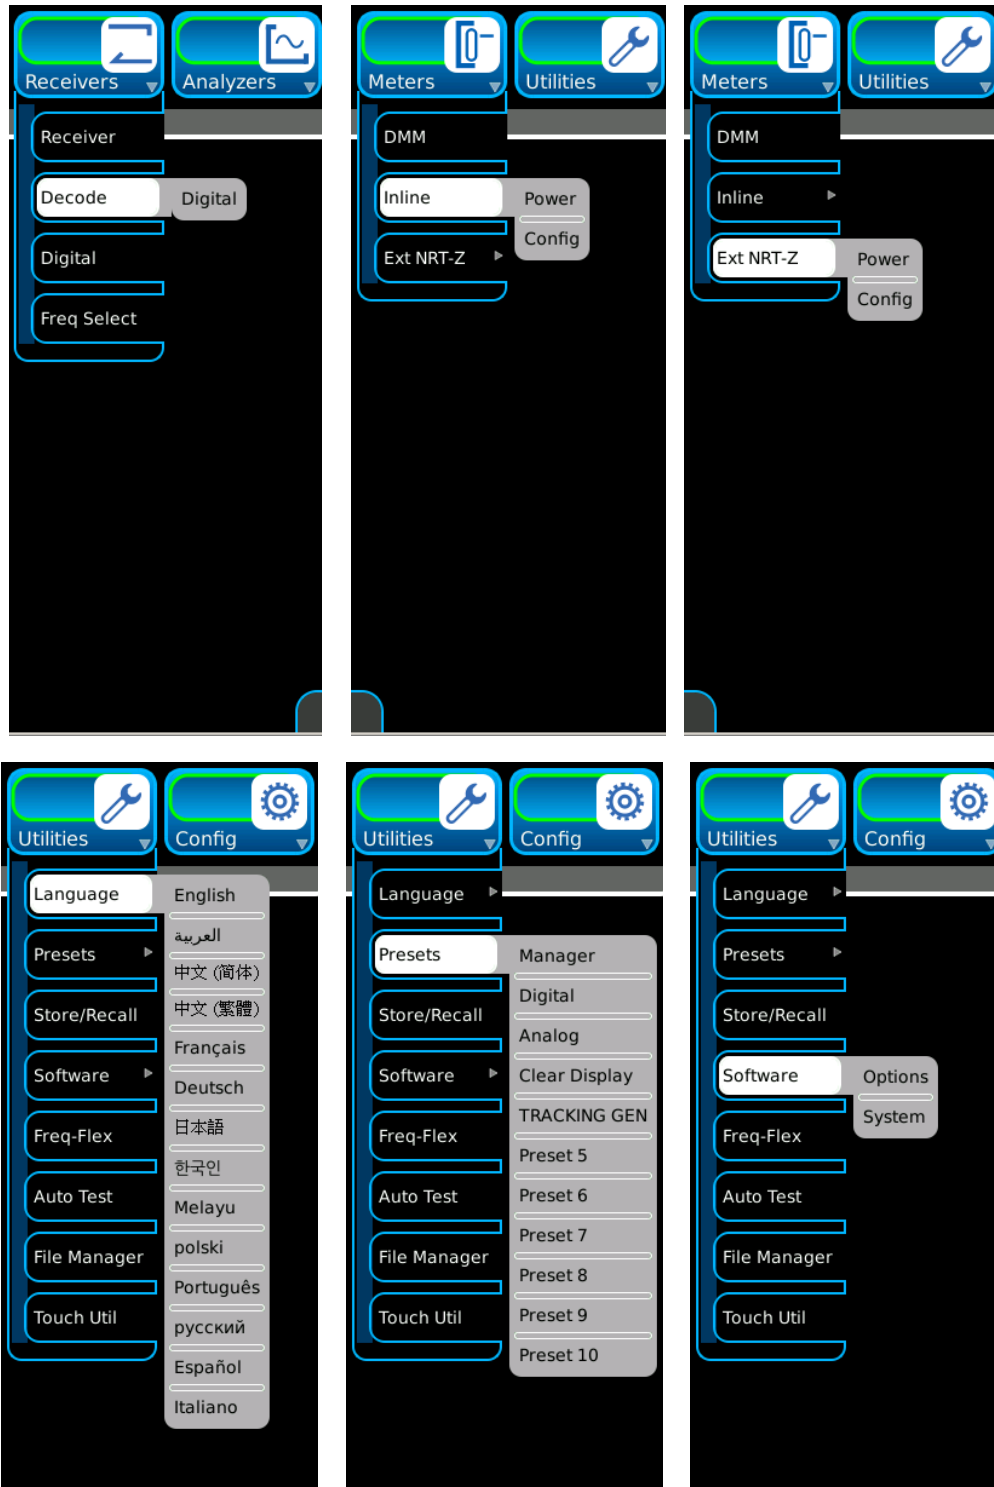 Receivers
Analyzers
Receiver
Decode
Digital
Digital
Freq Select
Meters
Utilities
DMM
Inline
Power
Config
Ext NRT-Z
Meters
Utilities
DMM
Inline
Ext NRT-Z
Power
Config
Utilities
Config
Language
English
العربية
中文 (简体)
中文 (繁體)
Français
Deutsch
日本語
한국인
Melayu
polski
Português
русский
Español
Italiano
Presets
Store/Recall
Software
Freq-Flex
Auto Test
File Manager
Touch Util
Utilities
Config
Language
Presets
Manager
Digital
Analog
Clear Display
TRACKING GEN
Preset 5
Preset 6
Preset 7
Preset 8
Preset 9
Preset 10
Store/Recall
Software
Freq-Flex
Auto Test
File Manager
Touch Util
Utilities
Config
Language
Presets
Store/Recall
Software
Options
System
Freq-Flex
Auto Test
File Manager
Touch Util